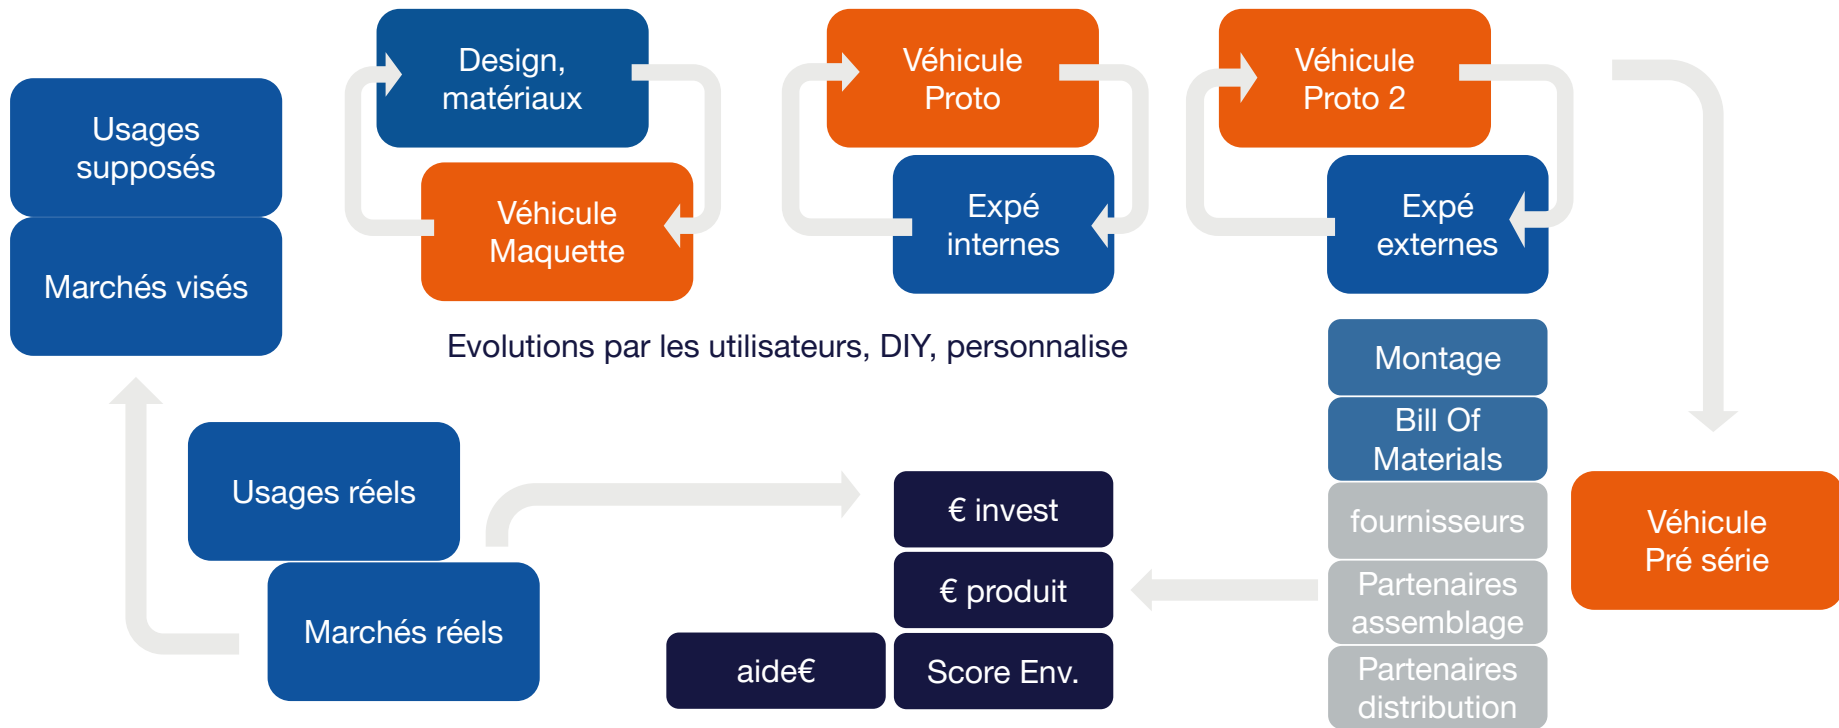 Usages
supposés
Marchés visés
Design,
matériaux
Véhicule
Maquette
Véhicule
Proto
Expé
internes
Véhicule
Proto 2
Expé
externes
Evolutions par les utilisateurs, DIY, personnalise
Montage
Bill Of
Materials
fournisseurs
Partenaires
assemblage
Partenaires
distribution
Véhicule
Pré série
Usages réels
Marchés réels
€ invest
€ produit
aide€
Score Env.